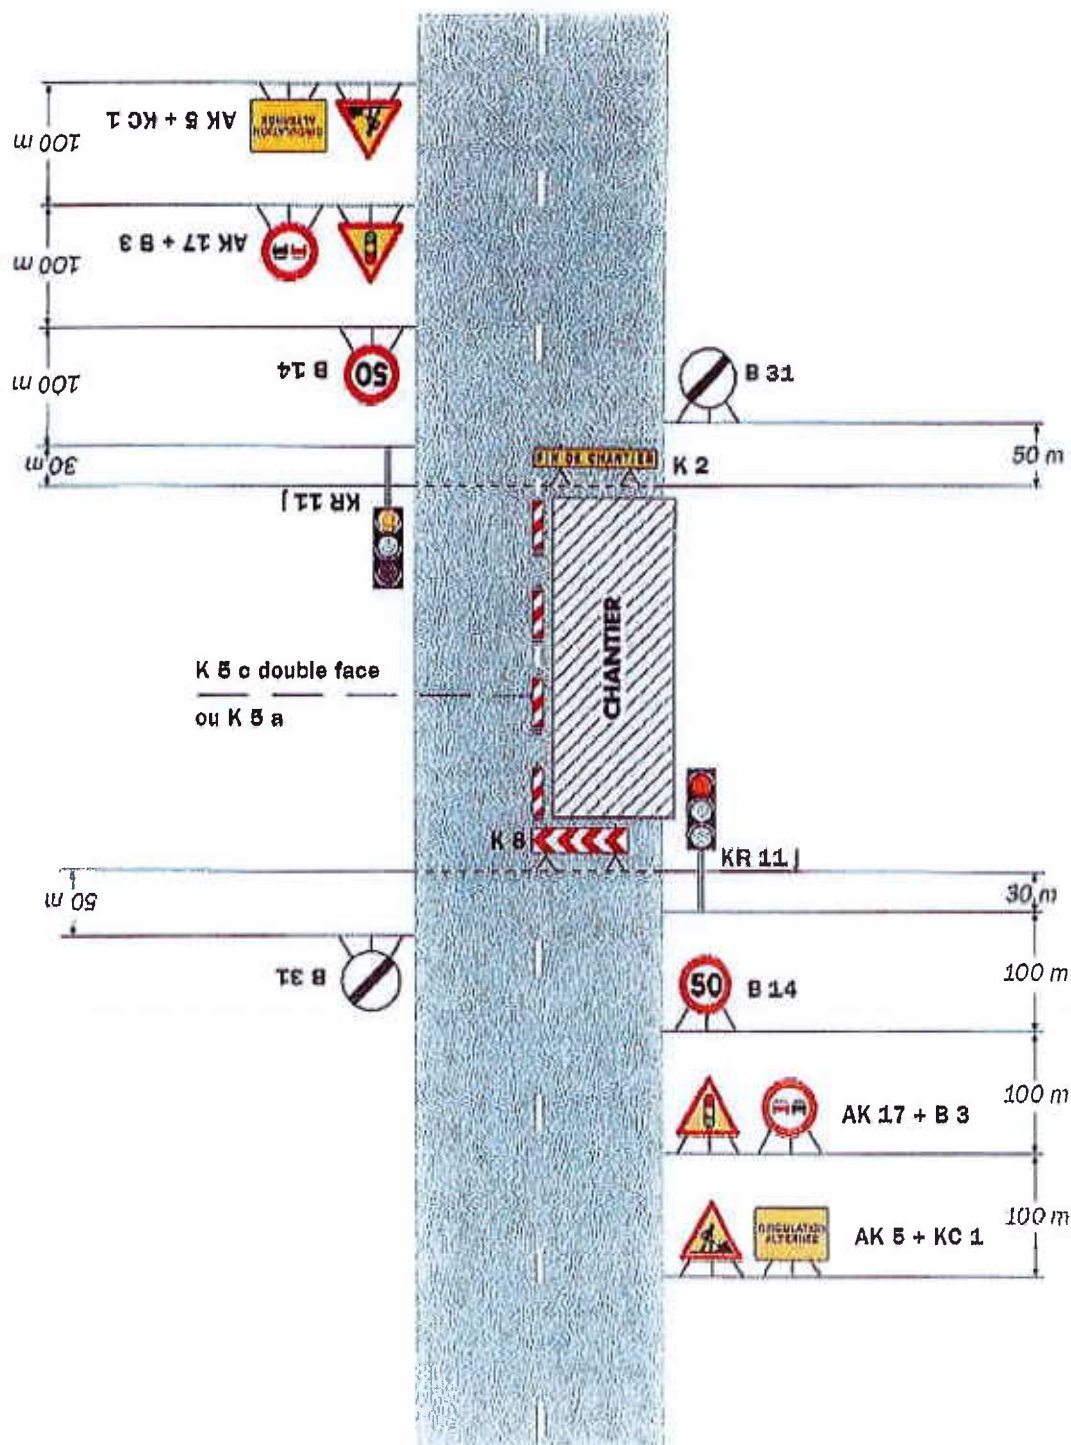 AK 5 + KC 1
CIRCULATION
ALTERNEE
100 m
AK 17 + B 3
100 m
B 14
50
100 m
B 31
K 2
FIN DE CHANTIER
50 m
30 m
KR 11 j
CHANTIER
K 5 c double face
ou K 5 a
K 8
KR 11 j
30 m
50 m
B 31
50
B 14
100 m
AK 17 + B 3
100 m
CIRCULATION
ALTERNEE
AK 5 + KC 1
100 m